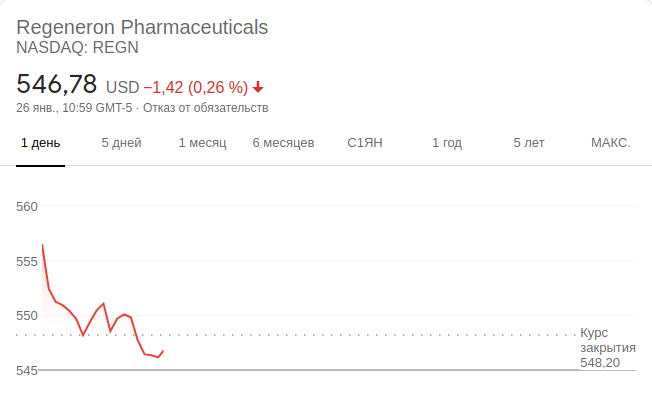 Regeneron Pharmaceuticals
NASDAQ: REGN
546,78 USD −1,42 (0,26 %)
26 янв., 10:59 GMT-5 · Отказ от обязательств
1 день 5 дней 1 месяц 6 месяцев С1ЯН 1 год 5 лет МАКС.
560
555
550
Курс
закрытия
548,20
545